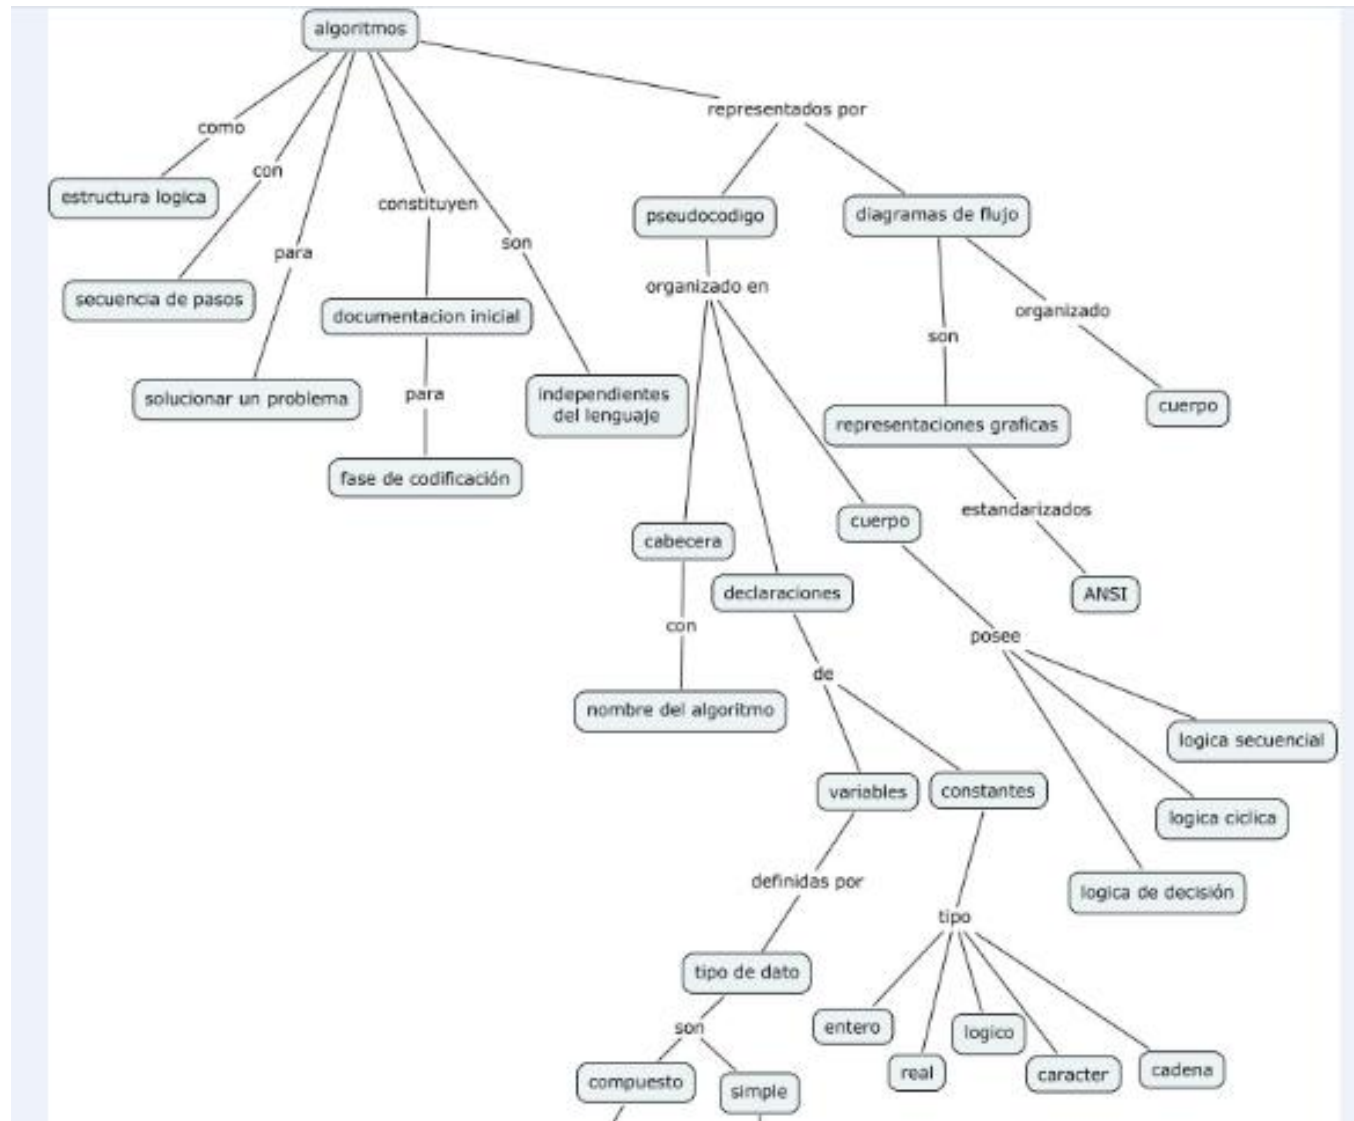 algoritmos
representados por
como
con
estructura logica
constituyen
pseudocodigo
diagramas de flujo
son
para
organizado en
secuencia de pasos
documentacion inicial
organizado
son
solucionar un problema
para
independientes
del lenguaje
cuerpo
representaciones graficas
fase de codificación
estandarizados
cuerpo
cabecera
declaraciones
ANSI
con
posee
de
nombre del algoritmo
logica secuencial
variables
constantes
logica ciclica
definidas por
logica de decisión
tipo
tipo de dato
son
entero
logico
real
caracter
cadena
compuesto
simple